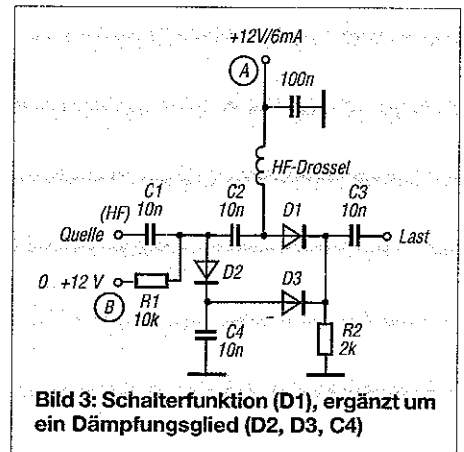 +12V/6mA
A
100n
HF-Drossel
C1
10n
C2
10n
D1
C3
10n
(HF)
Quelle
Last
D2
D3
0...+12 V
B
R1
10k
C4
10n
R2
2k
Bild 3: Schalterfunktion (D1), ergänzt um
ein Dämpfungsglied (D2, D3, C4)